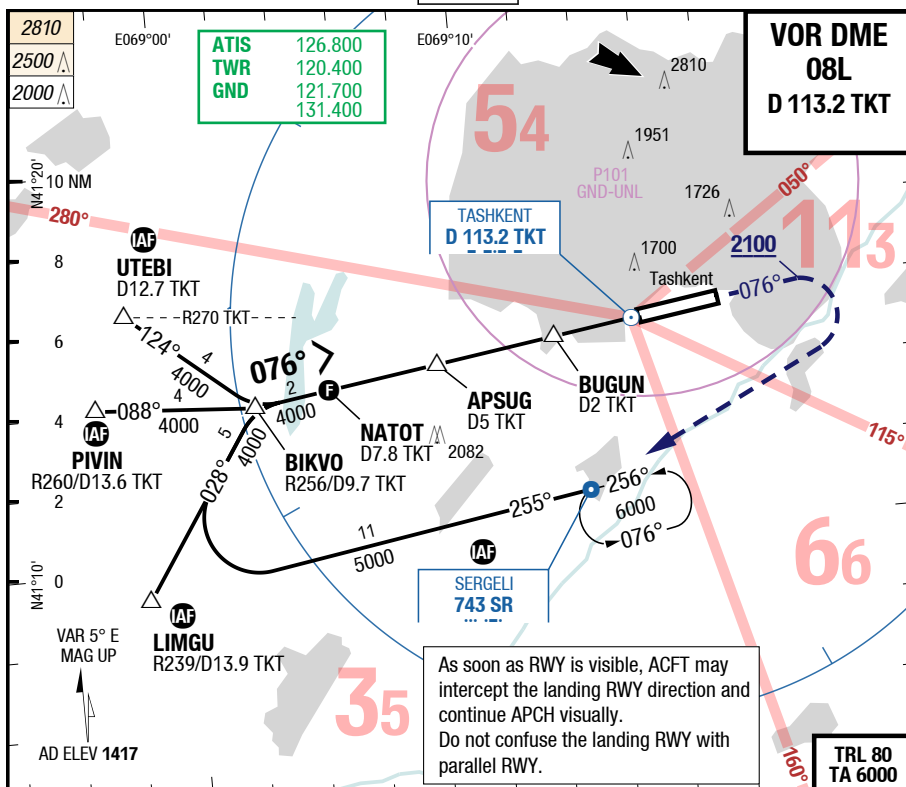 2810
2500
2000
E069°00'
ATIS 126.800
TWR 120.400
GND 121.700
131.400
E069°10'
2810
VOR DME
08L
D 113.2 TKT
54
1951
P101
GND-UNL
1726
050°
N41°20'
10 NM
280°
IAF
UTEBI
D12.7 TKT
TASHKENT
D 113.2 TKT
1700
2100
113
8
Tashkent
076°
R270 TKT
6
124°
4
4000
076°
2
4000
F
NATOT
D7.8 TKT
APSUG
D5 TKT
BUGUN
D2 TKT
115°
4
088°
4
4000
IAF
PIVIN
R260/D13.6 TKT
5
4000
028°
BIKVO
R256/D9.7 TKT
2082
2
255°
256°
6000
076°
11
5000
66
IAF
SERGELI
743 SR
N41°10'
0
IAF
LIMGU
R239/D13.9 TKT
VAR 5° E
MAG UP
AD ELEV 1417
35
As soon as RWY is visible, ACFT may
intercept the landing RWY direction and
continue APCH visually.
Do not confuse the landing RWY with
parallel RWY.
160°
TRL 80
TA 6000